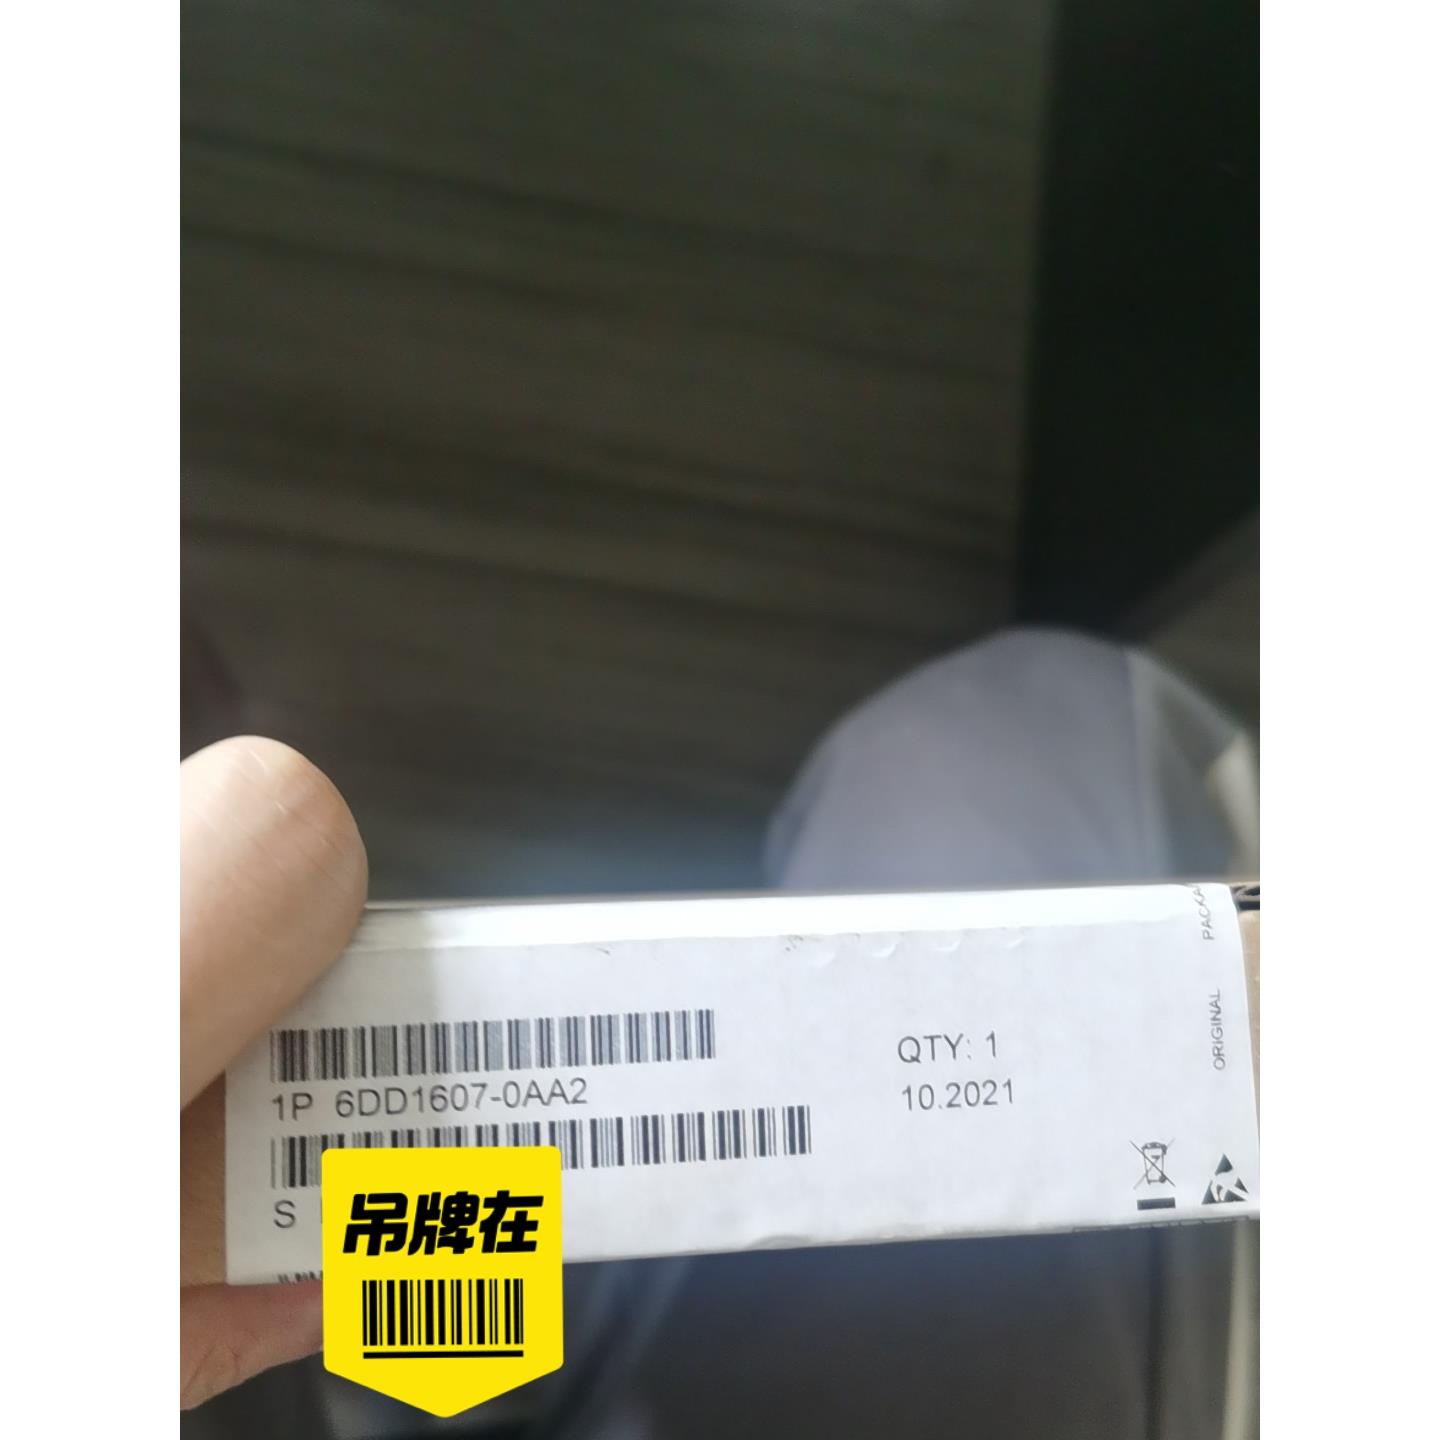 PACKA
ORIGINAL
1P 6DD1607-0AA2
QTY: 1
10.2021
S
吊牌在